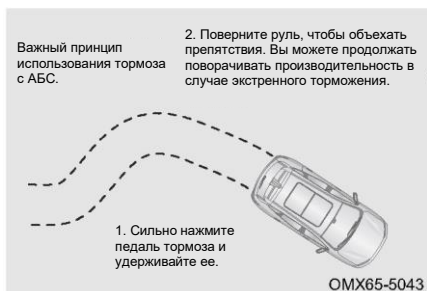 Важный принцип
использования тормоза
с АБС.
2. Поверните руль, чтобы объехать
препятствия. Вы можете продолжать
поворачивать производительность в
случае экстренного торможения.
1. Сильно нажмите
педаль тормоза и
удерживайте ее.
OMX65-5043